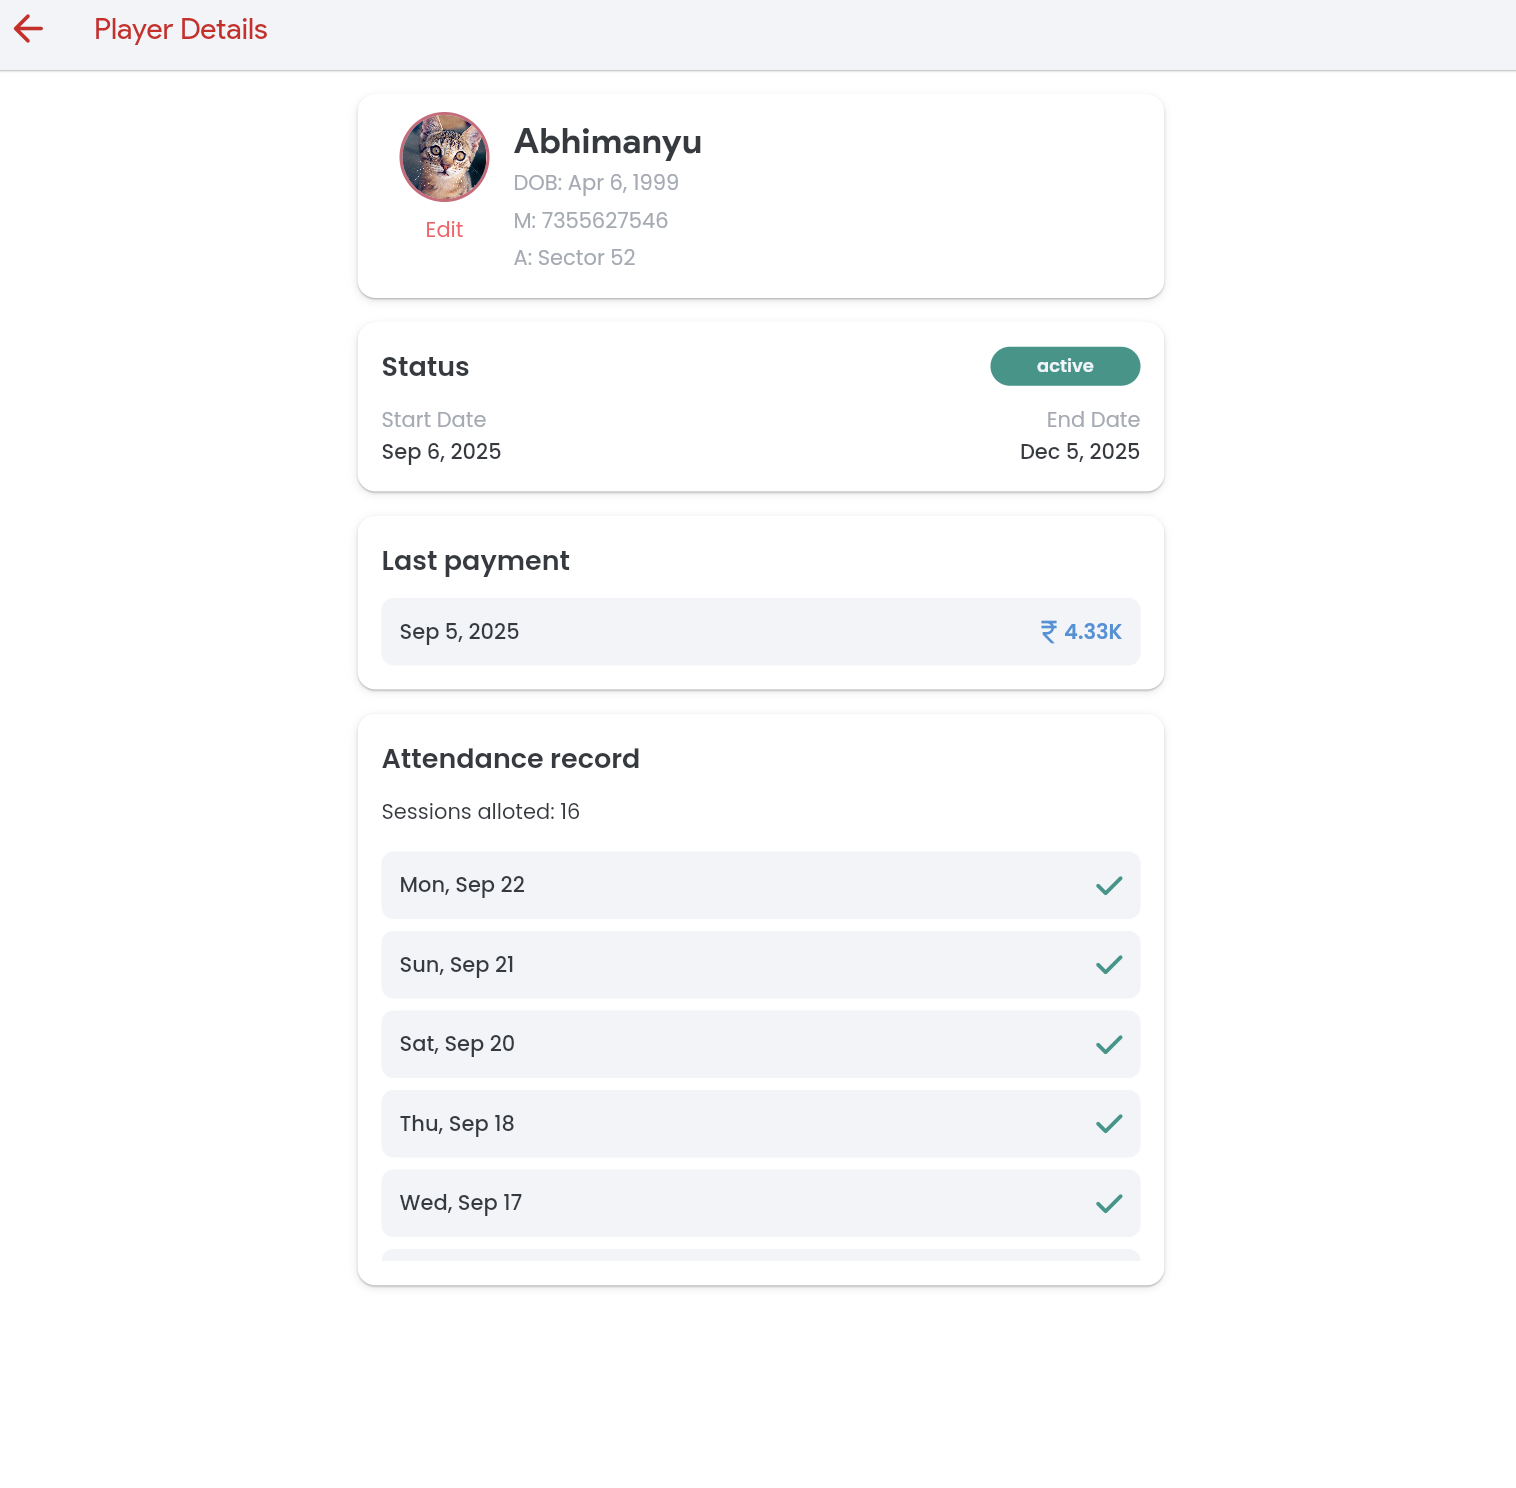 Player Details
Abhimanyu
DOB: Apr 6, 1999
M: 7355627546
A: Sector 52
Edit
Status
active
Start Date
End Date
Sep 6, 2025
Dec 5, 2025
Last payment
Sep 5, 2025
₹ 4.33K
Attendance record
Sessions alloted: 16
Mon, Sep 22
Sun, Sep 21
Sat, Sep 20
Thu, Sep 18
Wed, Sep 17